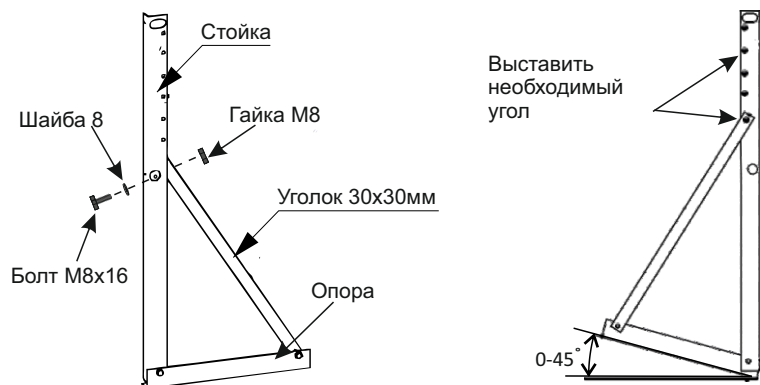 Стойка
Шайба 8
Гайка М8
Уголок 30х30мм
Болт М8х16
Опора
Выставить
необходимый
угол
0-45°